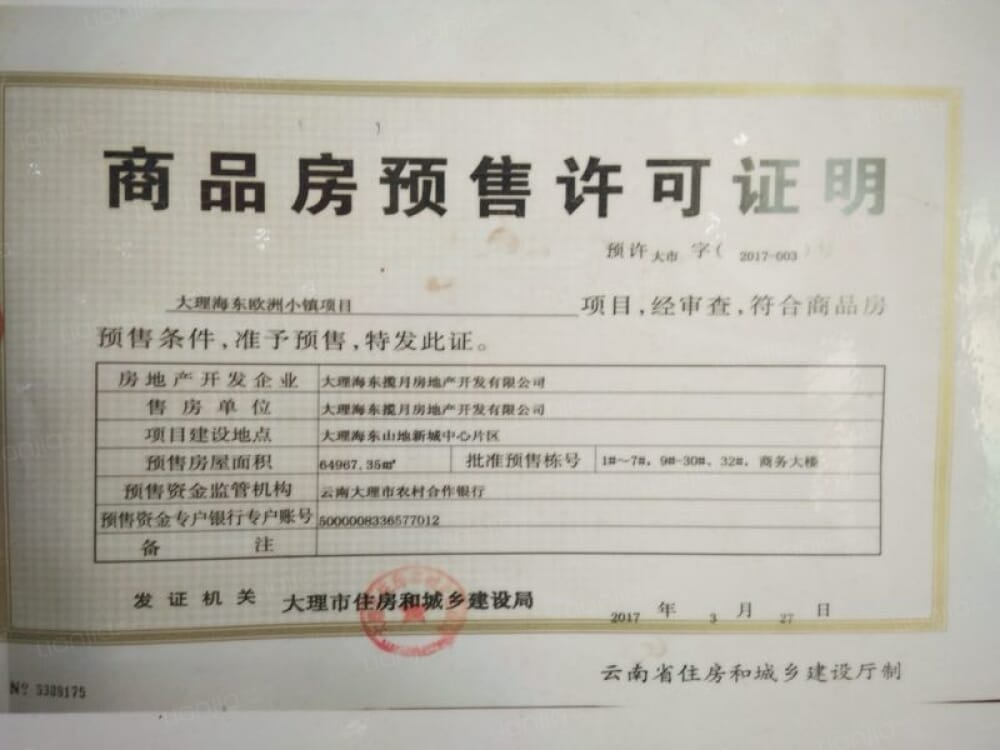 商品房预售许可证明
预许大市字( 2017-003 )号
大理海东欧洲小镇项目 项目,经审查,符合商品房
预售条件,准予预售,特发此证。
房地产开发企业 大理海东揽月房地产开发有限公司
售房单位 大理海东揽月房地产开发有限公司
项目建设地点 大理海东山地新城中心片区
预售房屋面积 64967.35㎡ 批准预售栋号 1#~7#, 9#-30#、32#, 商务大楼
预售资金监管机构 云南大理市农村合作银行
预售资金专户银行专户账号 5000008336577012
备注
发证机关 大理市住房和城乡建设局
2017 年 3 月 27 日
云南省住房和城乡建设厅制